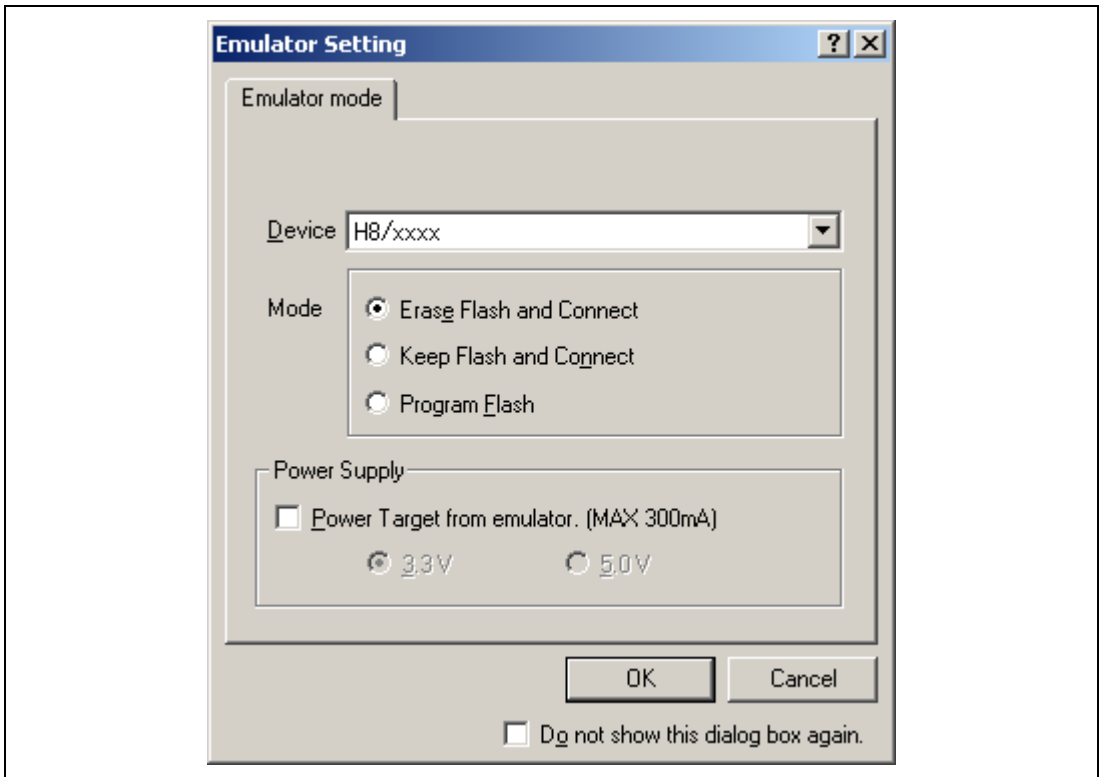 Emulator Setting
Emulator mode
Device H8/xxxx
Mode Erase Flash and Connect
Keep Flash and Connect
Program Flash
Power Supply
Power Target from emulator. (MAX 300mA)
3.3V 5.0V
OK Cancel
Do not show this dialog box again.